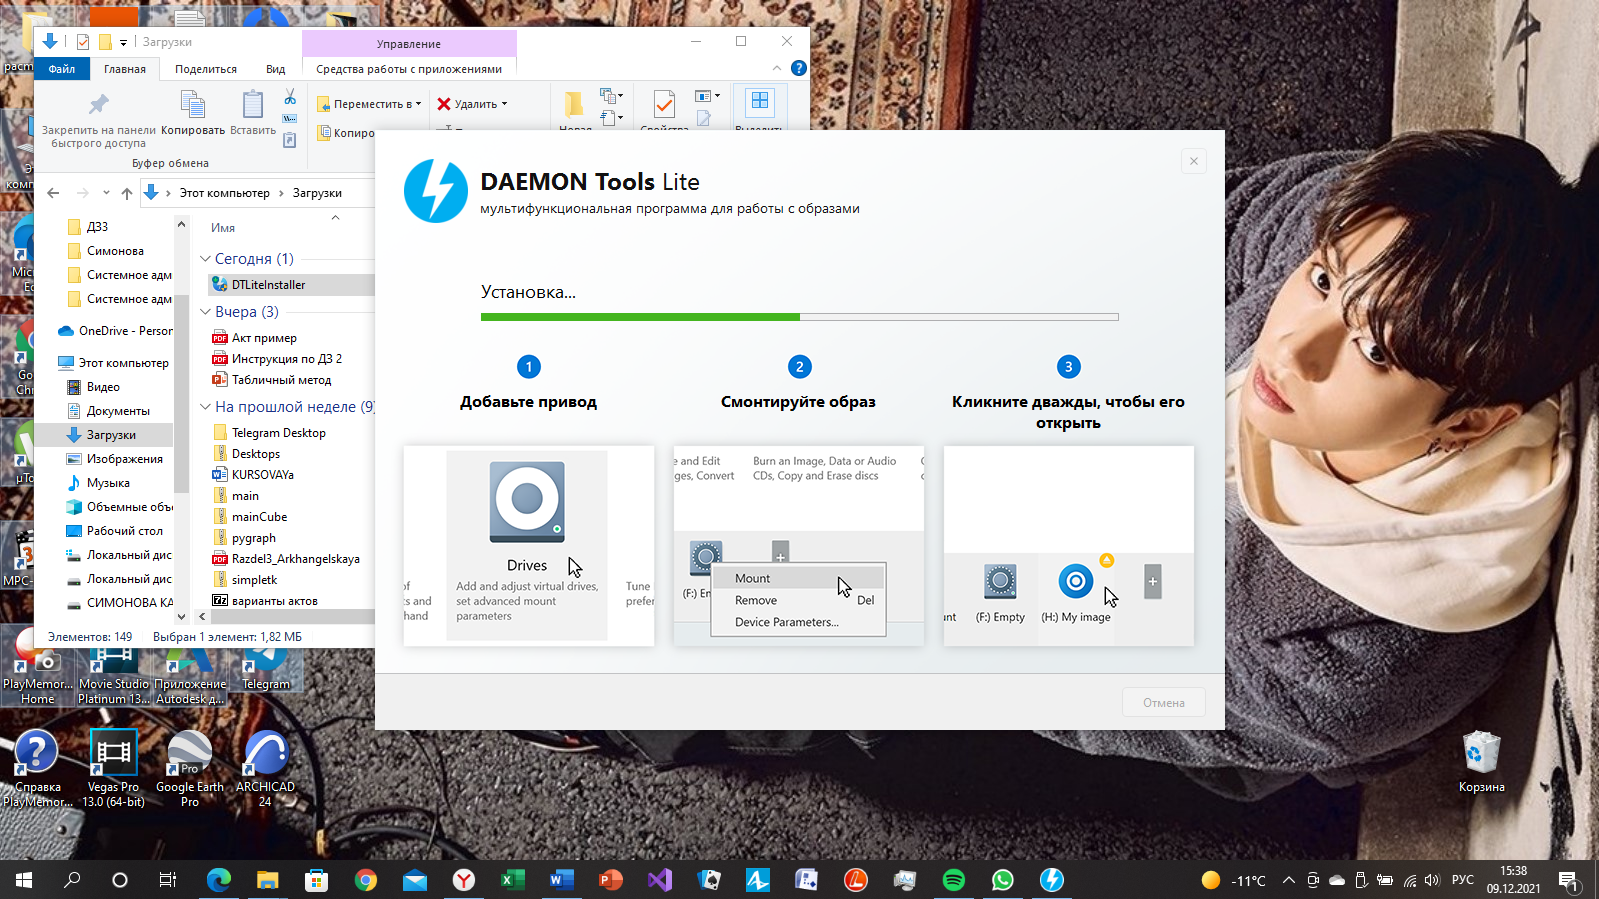 Загрузки
Управление
Файл
Главная
Поделиться
Вид
Средства работы с приложениями
Закрепить на панели
быстрого доступа
Копировать
Вставить
Переместить в
Удалить
Буфер обмена
Этот компьютер
Загрузки
ДЗ3
Симонова
Системное адм
Системное адм
OneDrive - Person
Этот компьютер
Видео
Документы
Загрузки
Изображения
Музыка
Объемные объ
Рабочий стол
Локальный дис
Локальный дис
СИМОНОВА КА
Имя
Сегодня (1)
DTLiteInstaller
Вчера (3)
Акт пример
Инструкция по ДЗ 2
Табличный метод
На прошлой неделе (9)
Telegram Desktop
Desktops
KURSOVAYa
main
mainCube
pygraph
Razdel3_Arkhangelskaya
simpletk
варианты актов
Элементов: 149
Выбран 1 элемент: 1,82 МБ
DAEMON Tools Lite
мультифункциональная программа для работы с образами
Установка...
1
2
3
Добавьте привод
Смонтируйте образ
Кликните дважды, чтобы его
открыть
Drives
Add and adjust virtual drives,
set advanced mount
parameters
of
ts and
hand
Tune
prefer
e and Edit
ges, Convert
Burn an Image, Data or Audio
CDs, Copy and Erase discs
(F:) Em
Mount
Remove Del
Device Parameters...
unt
(F:) Empty
(H:) My image
Отмена
PlayMemor...
Home
Movie Studio
Platinum 13...
Приложение
Autodesk д...
Telegram
Справка
PlayMemor...
Vegas Pro
13.0 (64-bit)
Google Earth
Pro
ARCHICAD
24
Корзина
-11°C
РУС
15:38
09.12.2021
1